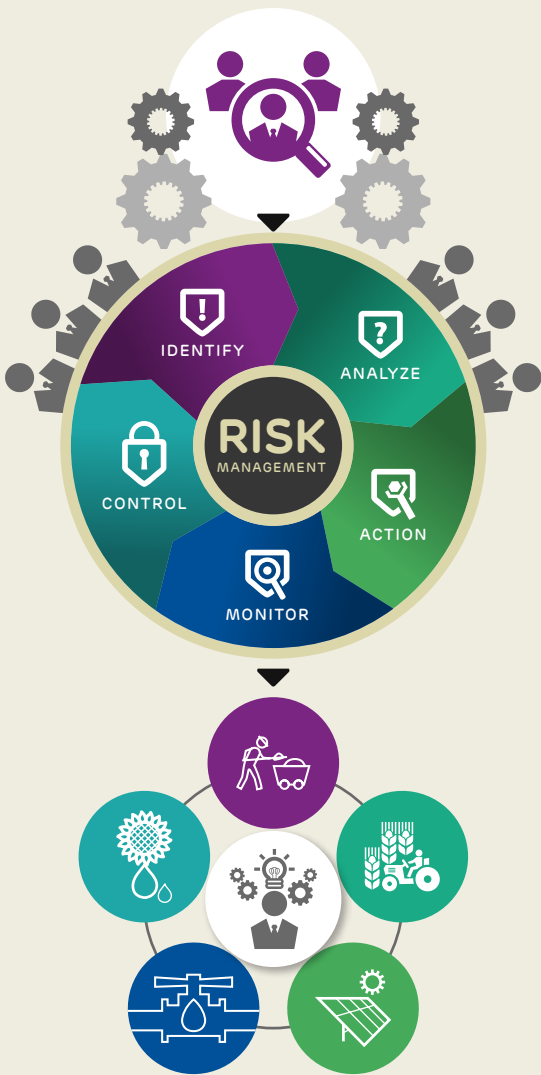 IDENTIFY
ANALYZE
RISK
MANAGEMENT
CONTROL
ACTION
MONITOR